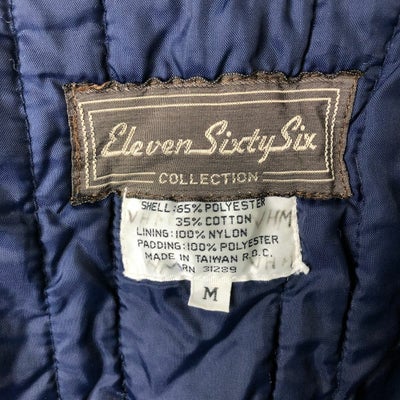 Eleven Sixty Six
COLLECTION
SHELL:65% POLYESTER
35% COTTON
LINING:100% NYLON
PADDING:100% POLYESTER
MADE IN TAIWAN R.O.C.
RN 31289
M